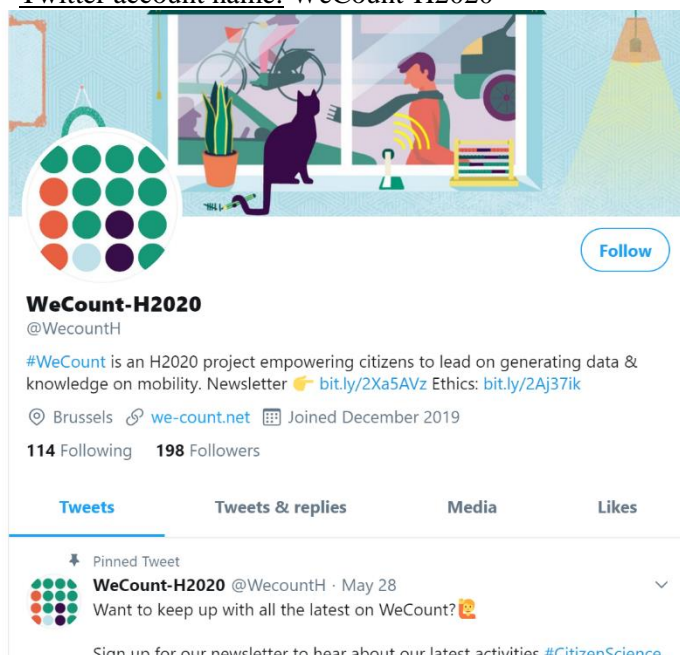 Twitter account name: WeCount-H2020
Follow
WeCount-H2020
@WecountH
#WeCount is an H2020 project empowering citizens to lead on generating data &
knowledge on mobility. Newsletter 👉 bit.ly/2Xa5AVz Ethics: bit.ly/2Aj37ik
Brussels we-count.net Joined December 2019
114 Following 198 Followers
Tweets Tweets & replies Media Likes
Pinned Tweet
WeCount-H2020 @WecountH · May 28
Want to keep up with all the latest on WeCount?🙋
Sign up for our newsletter to hear about our latest activities #CitizenScience